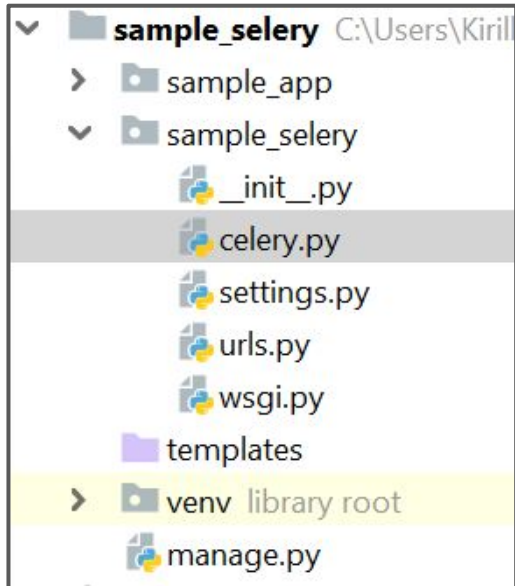 sample_selery C:\Users\Kirill
sample_app
sample_selery
__init__.py
celery.py
settings.py
urls.py
wsgi.py
templates
venv library root
manage.py